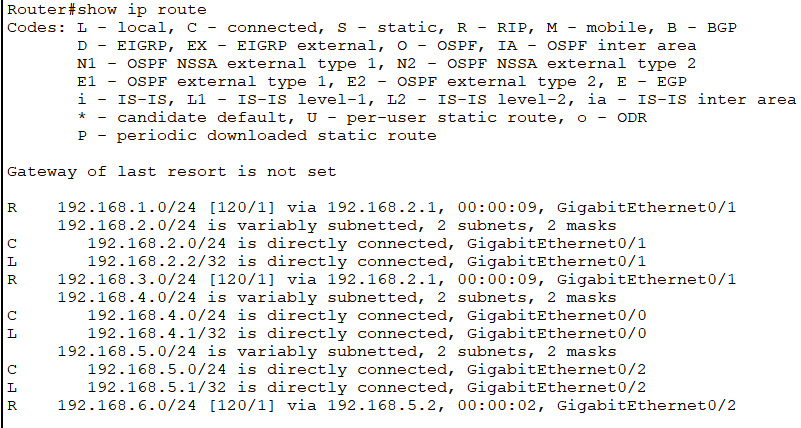 Router#show ip route
Codes: L - local, C - connected, S - static, R - RIP, M - mobile, B - BGP
       D - EIGRP, EX - EIGRP external, O - OSPF, IA - OSPF inter area
       N1 - OSPF NSSA external type 1, N2 - OSPF NSSA external type 2
       E1 - OSPF external type 1, E2 - OSPF external type 2, E - EGP
       i - IS-IS, L1 - IS-IS level-1, L2 - IS-IS level-2, ia - IS-IS inter area
       * - candidate default, U - per-user static route, o - ODR
       P - periodic downloaded static route

Gateway of last resort is not set

R    192.168.1.0/24 [120/1] via 192.168.2.1, 00:00:09, GigabitEthernet0/1
     192.168.2.0/24 is variably subnetted, 2 subnets, 2 masks
C       192.168.2.0/24 is directly connected, GigabitEthernet0/1
L       192.168.2.2/32 is directly connected, GigabitEthernet0/1
R    192.168.3.0/24 [120/1] via 192.168.2.1, 00:00:09, GigabitEthernet0/1
     192.168.4.0/24 is variably subnetted, 2 subnets, 2 masks
C       192.168.4.0/24 is directly connected, GigabitEthernet0/0
L       192.168.4.1/32 is directly connected, GigabitEthernet0/0
     192.168.5.0/24 is variably subnetted, 2 subnets, 2 masks
C       192.168.5.0/24 is directly connected, GigabitEthernet0/2
L       192.168.5.1/32 is directly connected, GigabitEthernet0/2
R    192.168.6.0/24 [120/1] via 192.168.5.2, 00:00:02, GigabitEthernet0/2